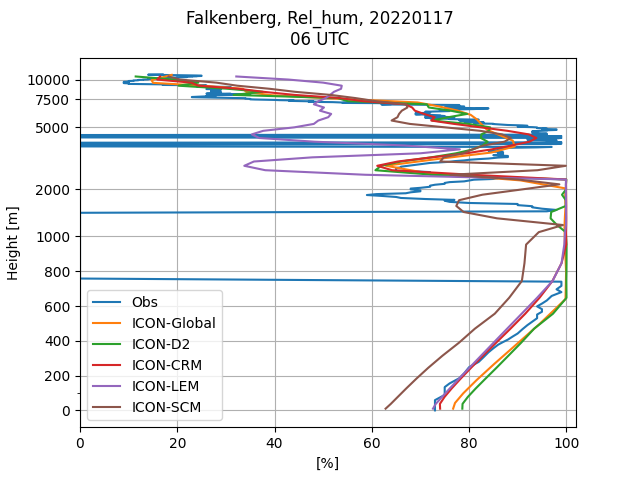 Falkenberg, Rel_hum, 20220117
06 UTC
10000
7500
5000
2000
1000
800
600
400
200
0
Height [m]
Obs
ICON-Global
ICON-D2
ICON-CRM
ICON-LEM
ICON-SCM
0 20 40 60 80 100
[%]